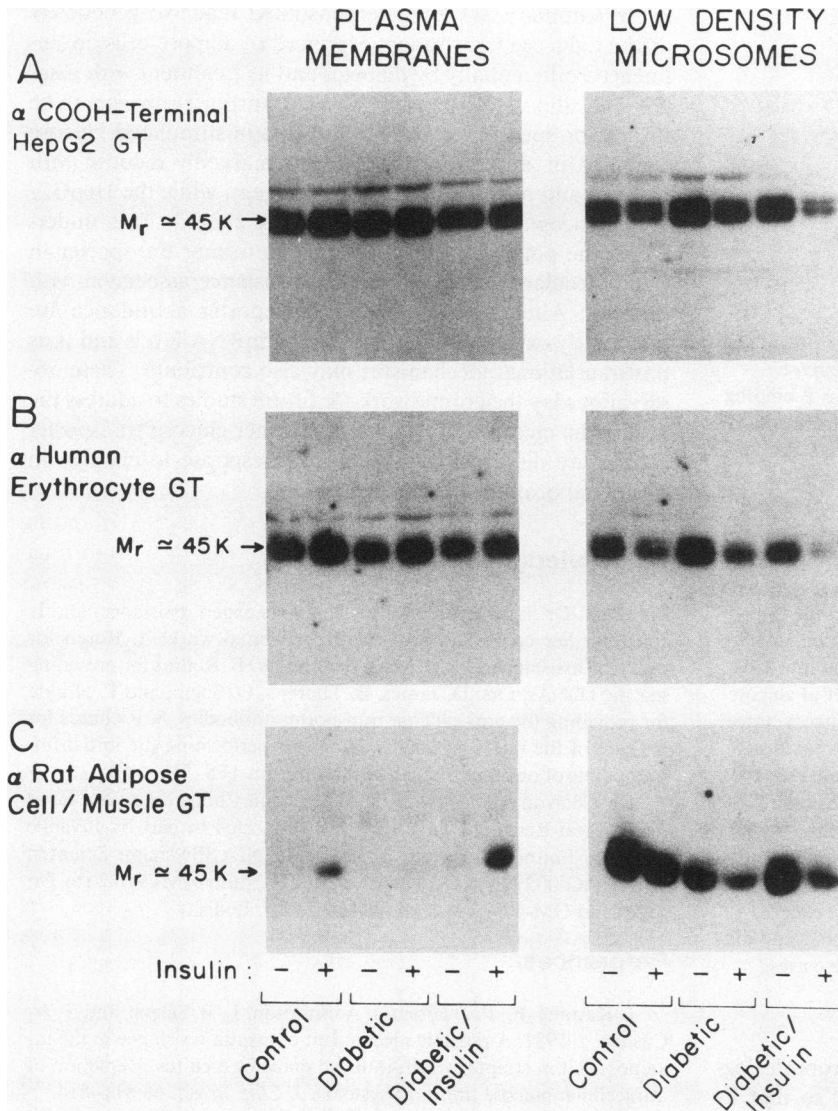 PLASMA MEMBRANES
LOW DENSITY MICROSOMES
A
α COOH-Terminal
HepG2 GT
Mr ≃ 45 K →
B
α Human
Erythrocyte GT
Mr ≃ 45 K →
C
α Rat Adipose
Cell / Muscle GT
Mr ≃ 45 K →
Insulin : − + − + − + − + − + − +
Control
Diabetic
Diabetic/
Insulin
Control
Diabetic
Diabetic/
Insulin